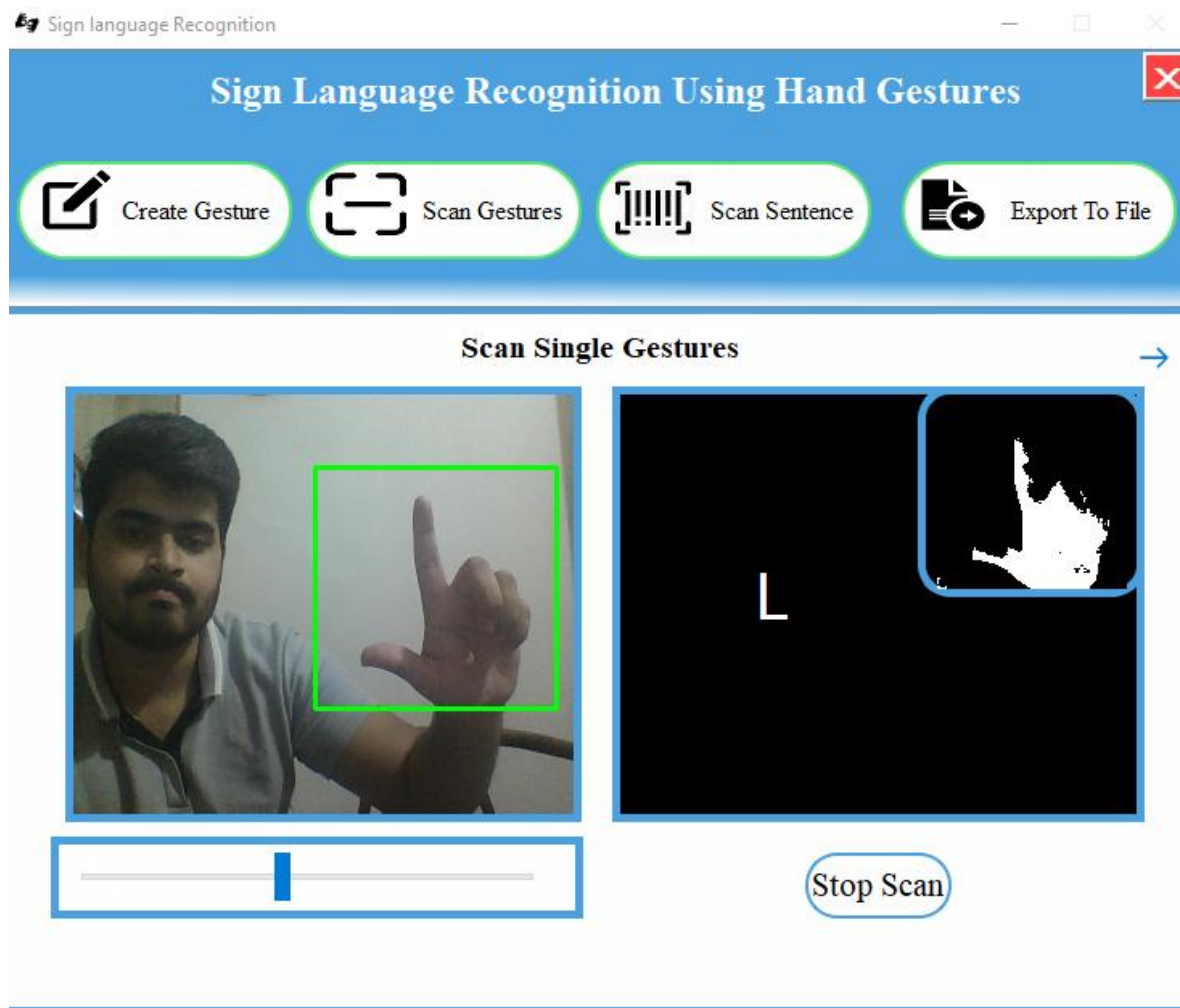 Sign language Recognition
Sign Language Recognition Using Hand Gestures
Create Gesture
Scan Gestures
Scan Sentence
Export To File
Scan Single Gestures
L
Stop Scan